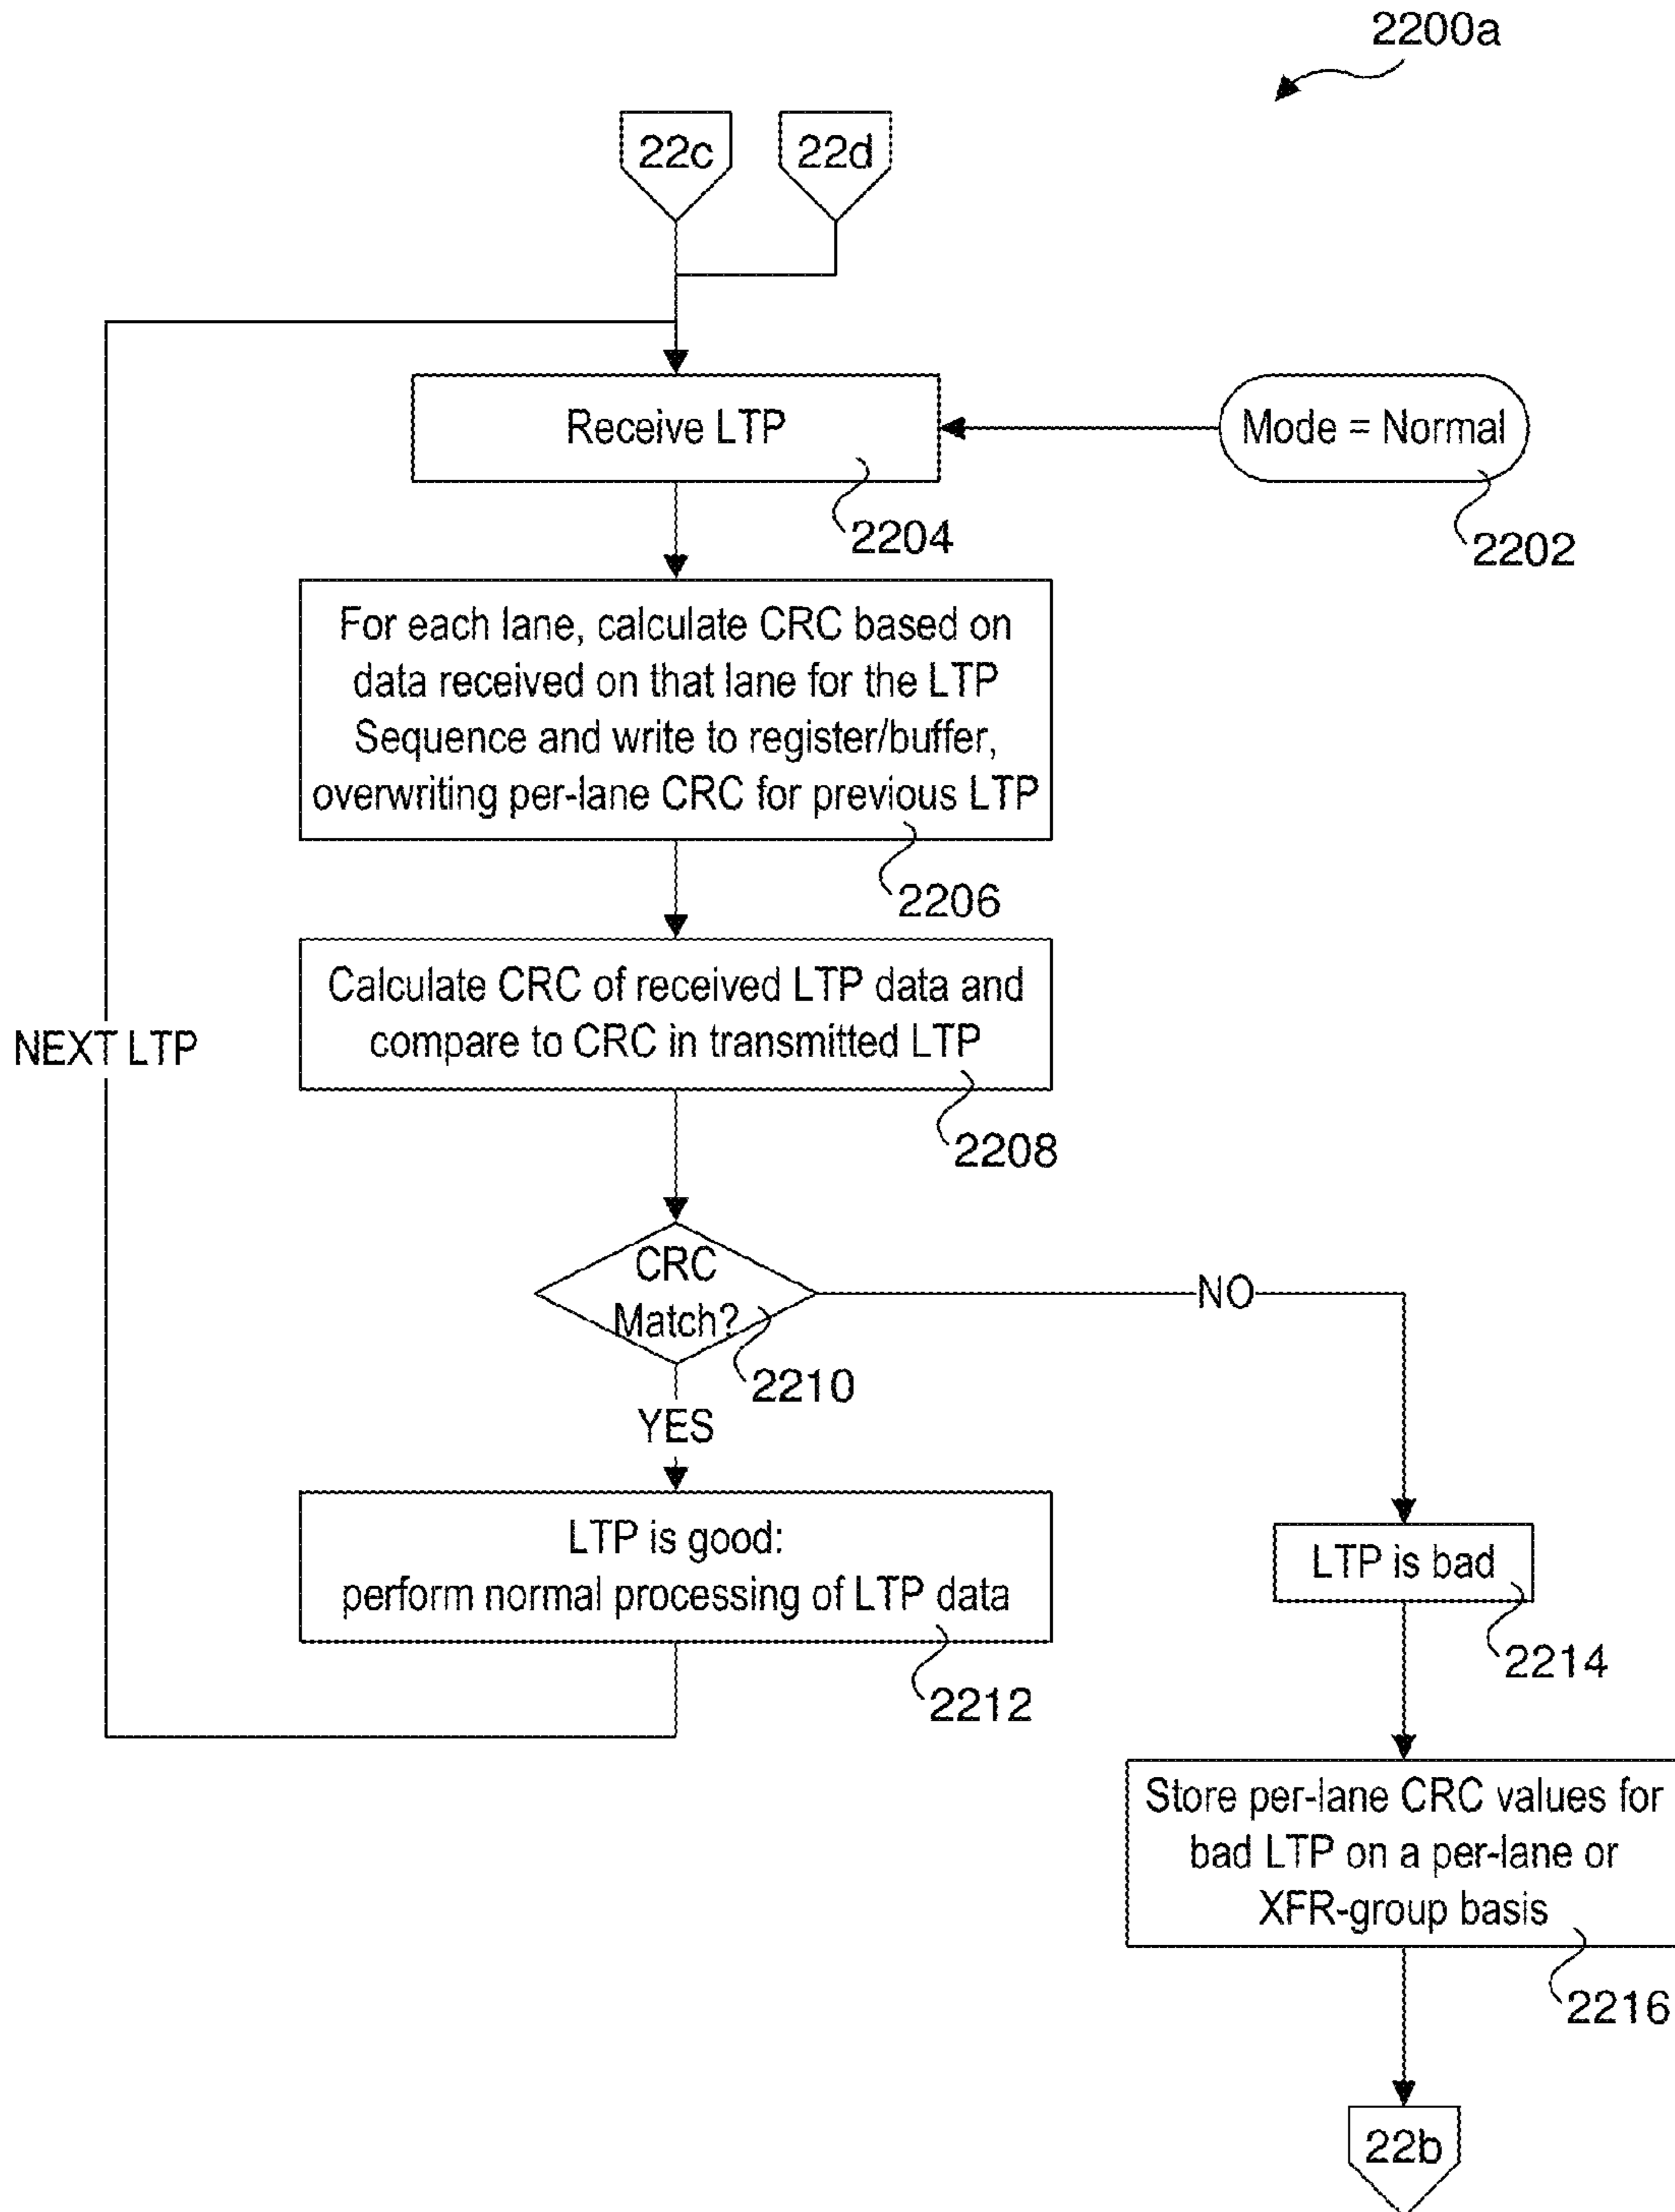 2200a
22c
22d
Receive LTP
Mode = Normal
2204
2202
For each lane, calculate CRC based on
data received on that lane for the LTP
Sequence and write to register/buffer,
overwriting per-lane CRC for previous LTP
2206
Calculate CRC of received LTP data and
compare to CRC in transmitted LTP
NEXT LTP
2208
CRC
Match?
NO
2210
YES
LTP is good:
perform normal processing of LTP data
LTP is bad
2214
2212
Store per-lane CRC values for
bad LTP on a per-lane or
XFR-group basis
2216
22b